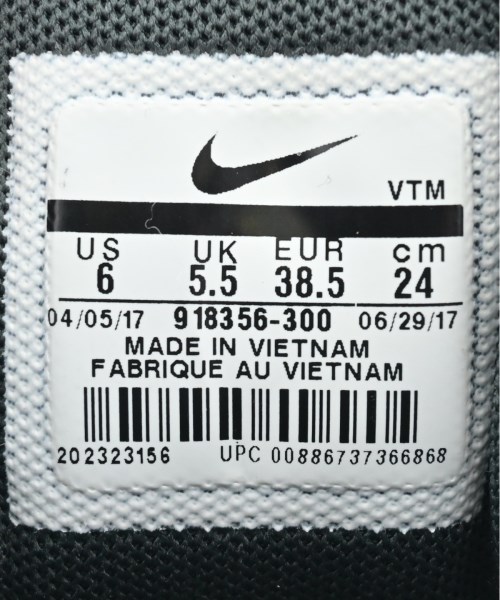 VTM
US UK EUR cm
6 5.5 38.5 24
04/05/17 918356-300 06/29/17
MADE IN VIETNAM
FABRIQUE AU VIETNAM
202323156 UPC 00886737366868